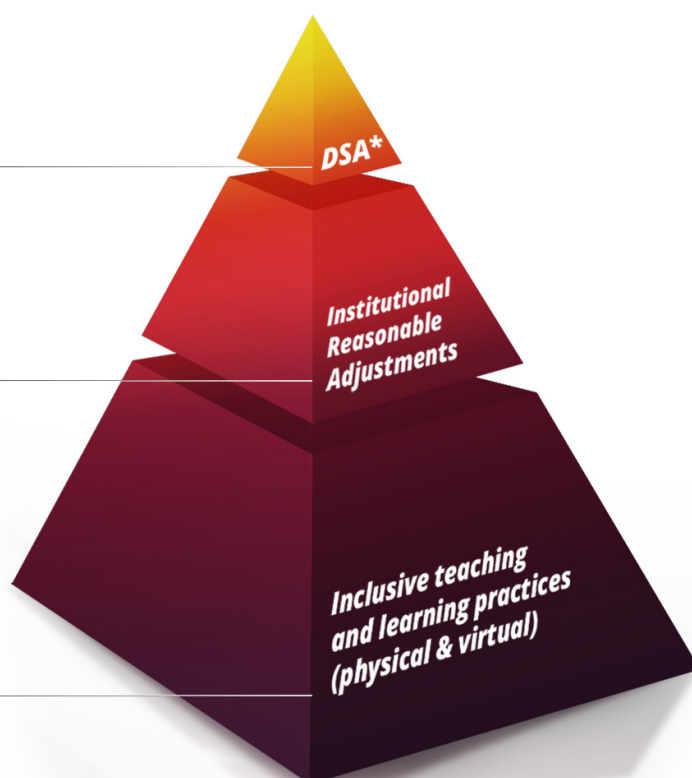 DSA*
Institutional
Reasonable
Adjustments
Inclusive teaching
and learning practices
(physical & virtual)